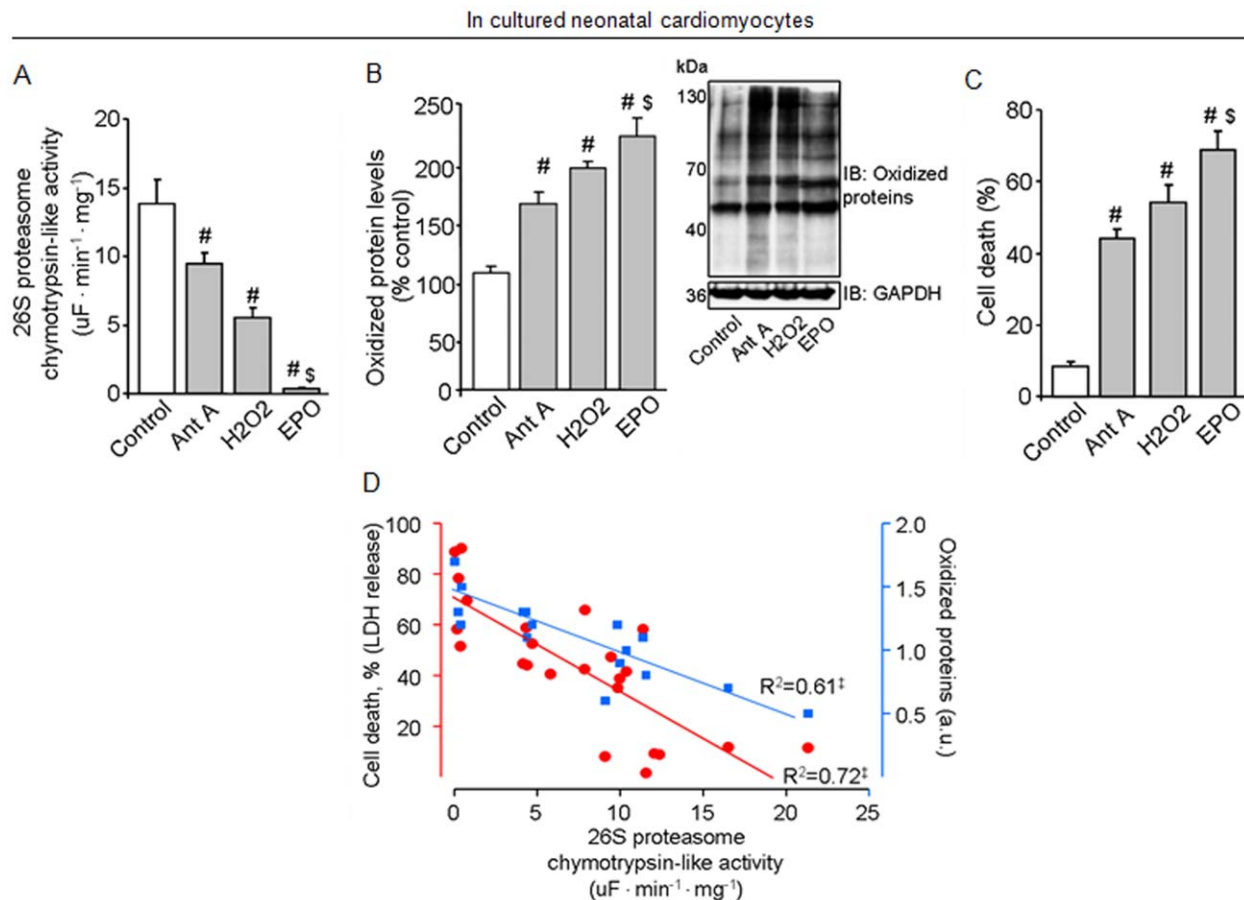 In cultured neonatal cardiomyocytes
A
26S proteasome
chymotrypsin-like activity
(uF · min⁻¹ · mg⁻¹)
20
15
10
5
0
#
#
# $
Control
Ant A
H2O2
EPO
B
Oxidized protein levels
(% control)
250
200
150
100
50
0
#
#
# $
Control
Ant A
H2O2
EPO
kDa
130
70
40
36
IB: Oxidized
proteins
IB: GAPDH
Control
Ant A
H2O2
EPO
C
Cell death (%)
80
60
40
20
0
#
#
# $
Control
Ant A
H2O2
EPO
D
Cell death, % (LDH release)
100
80
60
40
20
2.0
1.5
1.0
0.5
Oxidized proteins (a.u.)
R²=0.61‡
R²=0.72‡
0 5 10 15 20 25
26S proteasome
chymotrypsin-like activity
(uF · min⁻¹ · mg⁻¹)